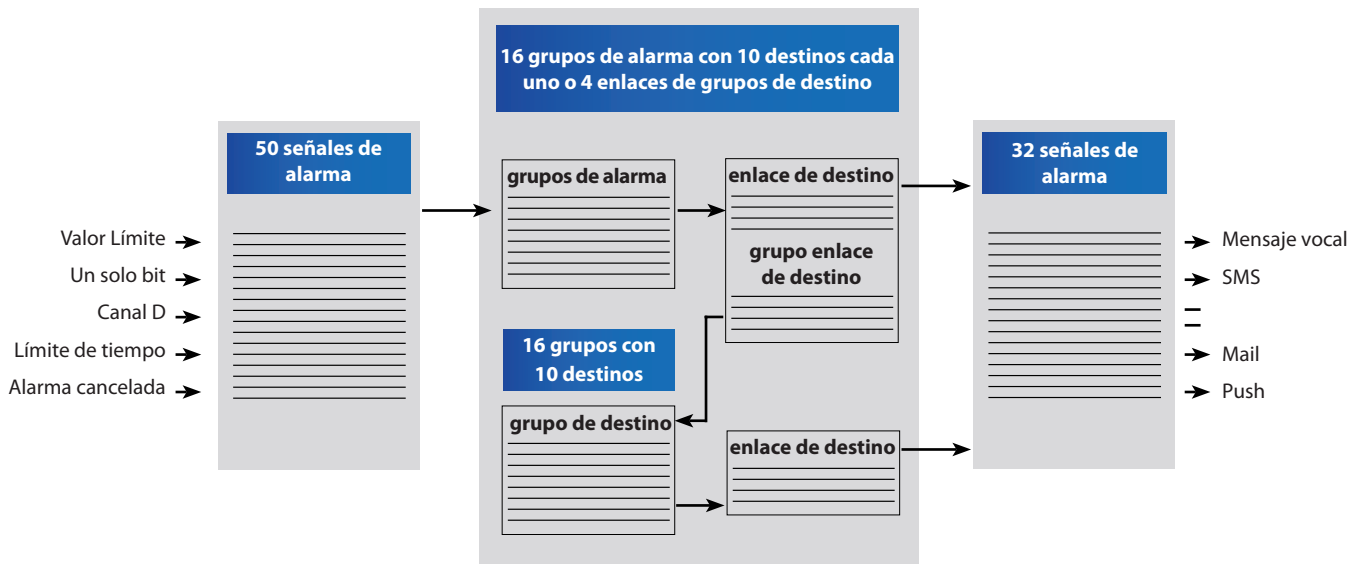 16 grupos de alarma con 10 destinos cada
uno o 4 enlaces de grupos de destino
50 señales de
alarma
Valor Límite
Un solo bit
Canal D
Límite de tiempo
Alarma cancelada
grupos de alarma
enlace de destino
grupo enlace
de destino
16 grupos con
10 destinos
grupo de destino
enlace de destino
32 señales de
alarma
Mensaje vocal
SMS
Mail
Push